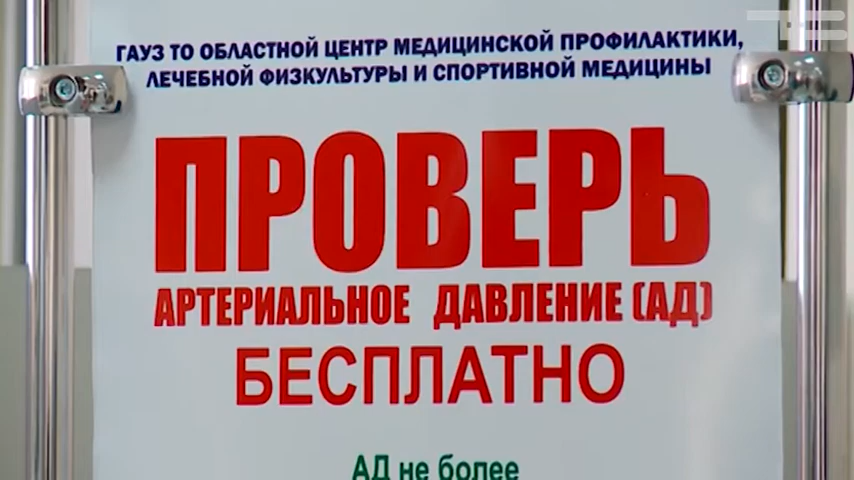 ГАУЗ ТО ОБЛАСТНОЙ ЦЕНТР МЕДИЦИНСКОЙ ПРОФИЛАКТИКИ,
ЛЕЧЕБНОЙ ФИЗКУЛЬТУРЫ И СПОРТИВНОЙ МЕДИЦИНЫ
ПРОВЕРЬ
АРТЕРИАЛЬНОЕ ДАВЛЕНИЕ (АД)
БЕСПЛАТНО
АД не более